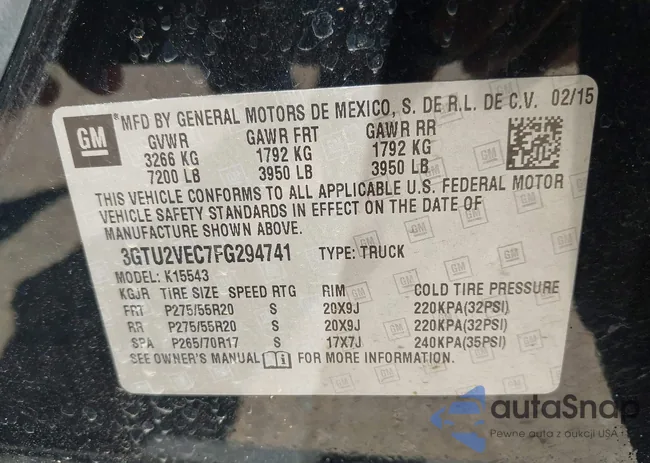 GM
*MFD BY GENERAL MOTORS DE MEXICO, S. DE R.L. DE C.V. 02/15
GVWR GAWR FRT GAWR RR
3266 KG 1792 KG 1792 KG
7200 LB 3950 LB 3950 LB
THIS VEHICLE CONFORMS TO ALL APPLICABLE U.S. FEDERAL MOTOR
VEHICLE SAFETY STANDARDS IN EFFECT ON THE DATE OF
MANUFACTURE SHOWN ABOVE.
3GTU2VEC7FG294741 TYPE: TRUCK
MODEL: K15543
KGJR TIRE SIZE SPEED RTG RIM COLD TIRE PRESSURE
FRT P275/55R20 S 20X9J 220KPA(32PSI)
RR P275/55R20 S 20X9J 220KPA(32PSI)
SPA P265/70R17 S 17X7J 240KPA(35PSI)
SEE OWNER'S MANUAL FOR MORE INFORMATION.
autaSnap
Pewne auta z aukcji USA